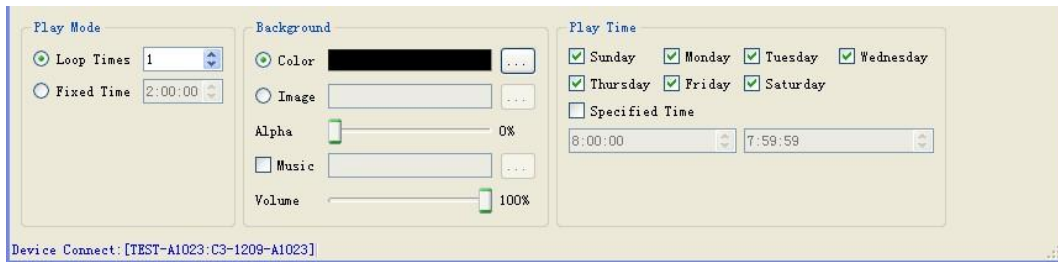 Play Mode
Loop Times 1
Fixed Time 2:00:00
Background
Color ...
Image ...
Alpha 0%
Music ...
Volume 100%
Play Time
Sunday Monday Tuesday Wednesday
Thursday Friday Saturday
Specified Time
8:00:00 7:59:59
Device Connect:[TEST-A1023:C3-1209-A1023]